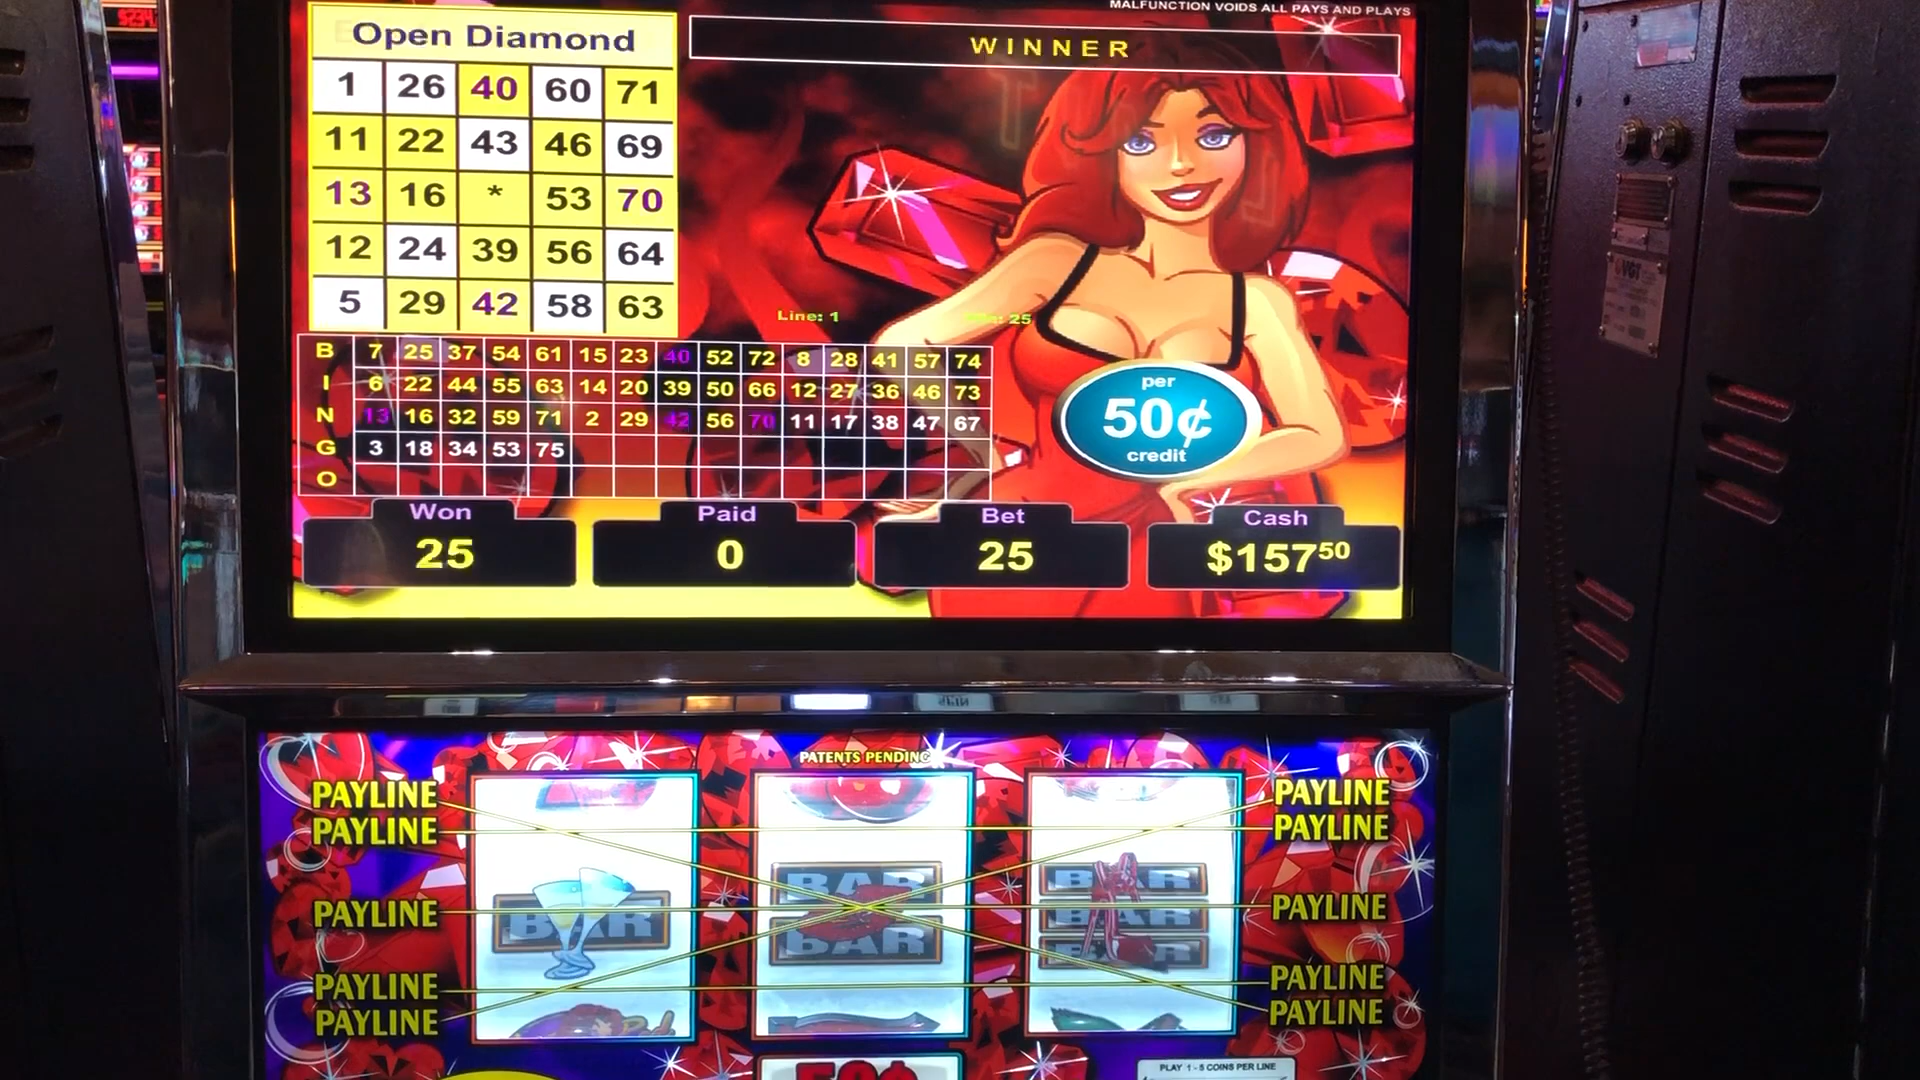 MALFUNCTION VOIDS ALL PAYS AND PLAYS
Open Diamond
WINNER
1 26 40 60 71
11 22 43 46 69
13 16 * 53 70
12 24 39 56 64
5 29 42 58 63
Line: 1
25
B 7 25 37 54 61 15 23 40 52 72 8 28 41 57 74
I 6 22 44 55 63 14 20 39 50 66 12 27 36 46 73
N 13 16 32 59 71 2 29 42 56 70 11 17 38 47 67
G 3 18 34 53 75
O
per
50¢
credit
Won Paid Bet Cash
25 0 25 $15750
VGT
PATENTS PENDING
PAYLINE PAYLINE
PAYLINE PAYLINE
BAR BAR BAR
BAR BAR
BAR
PAYLINE PAYLINE
PAYLINE PAYLINE
PAYLINE PAYLINE
50¢
PLAY 1 - 5 COINS PER LINE